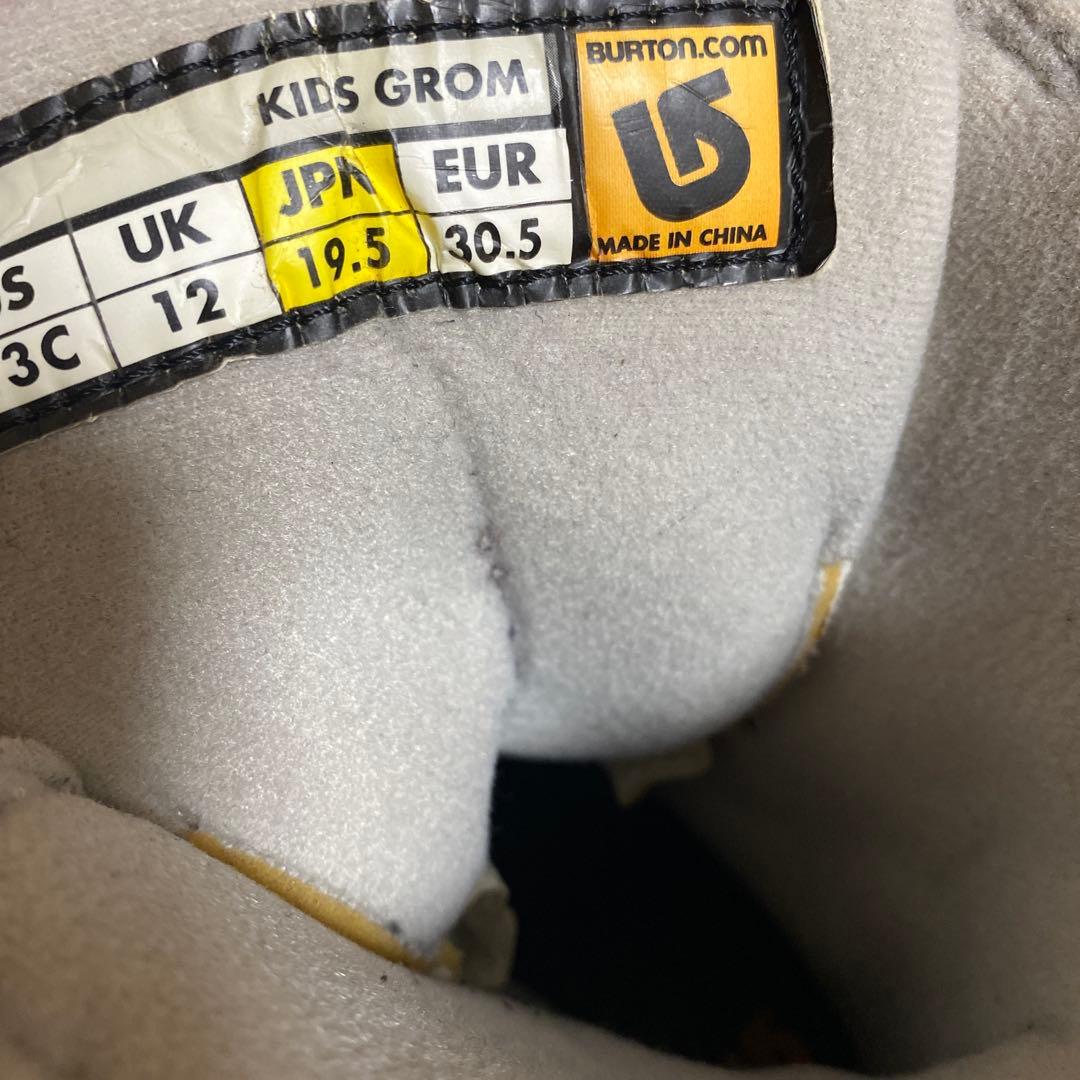 KIDS GROM
UK JPN EUR
12 19.5 30.5
BURTON.COM
MADE IN CHINA